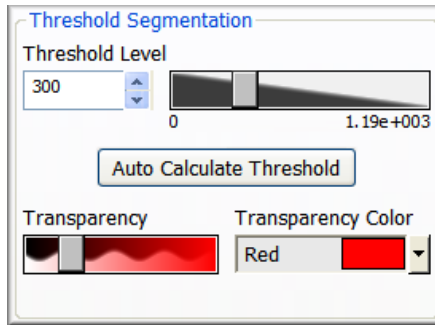 Threshold Segmentation
Threshold Level
300
0 1.19e+003
Auto Calculate Threshold
Transparency Transparency Color
Red